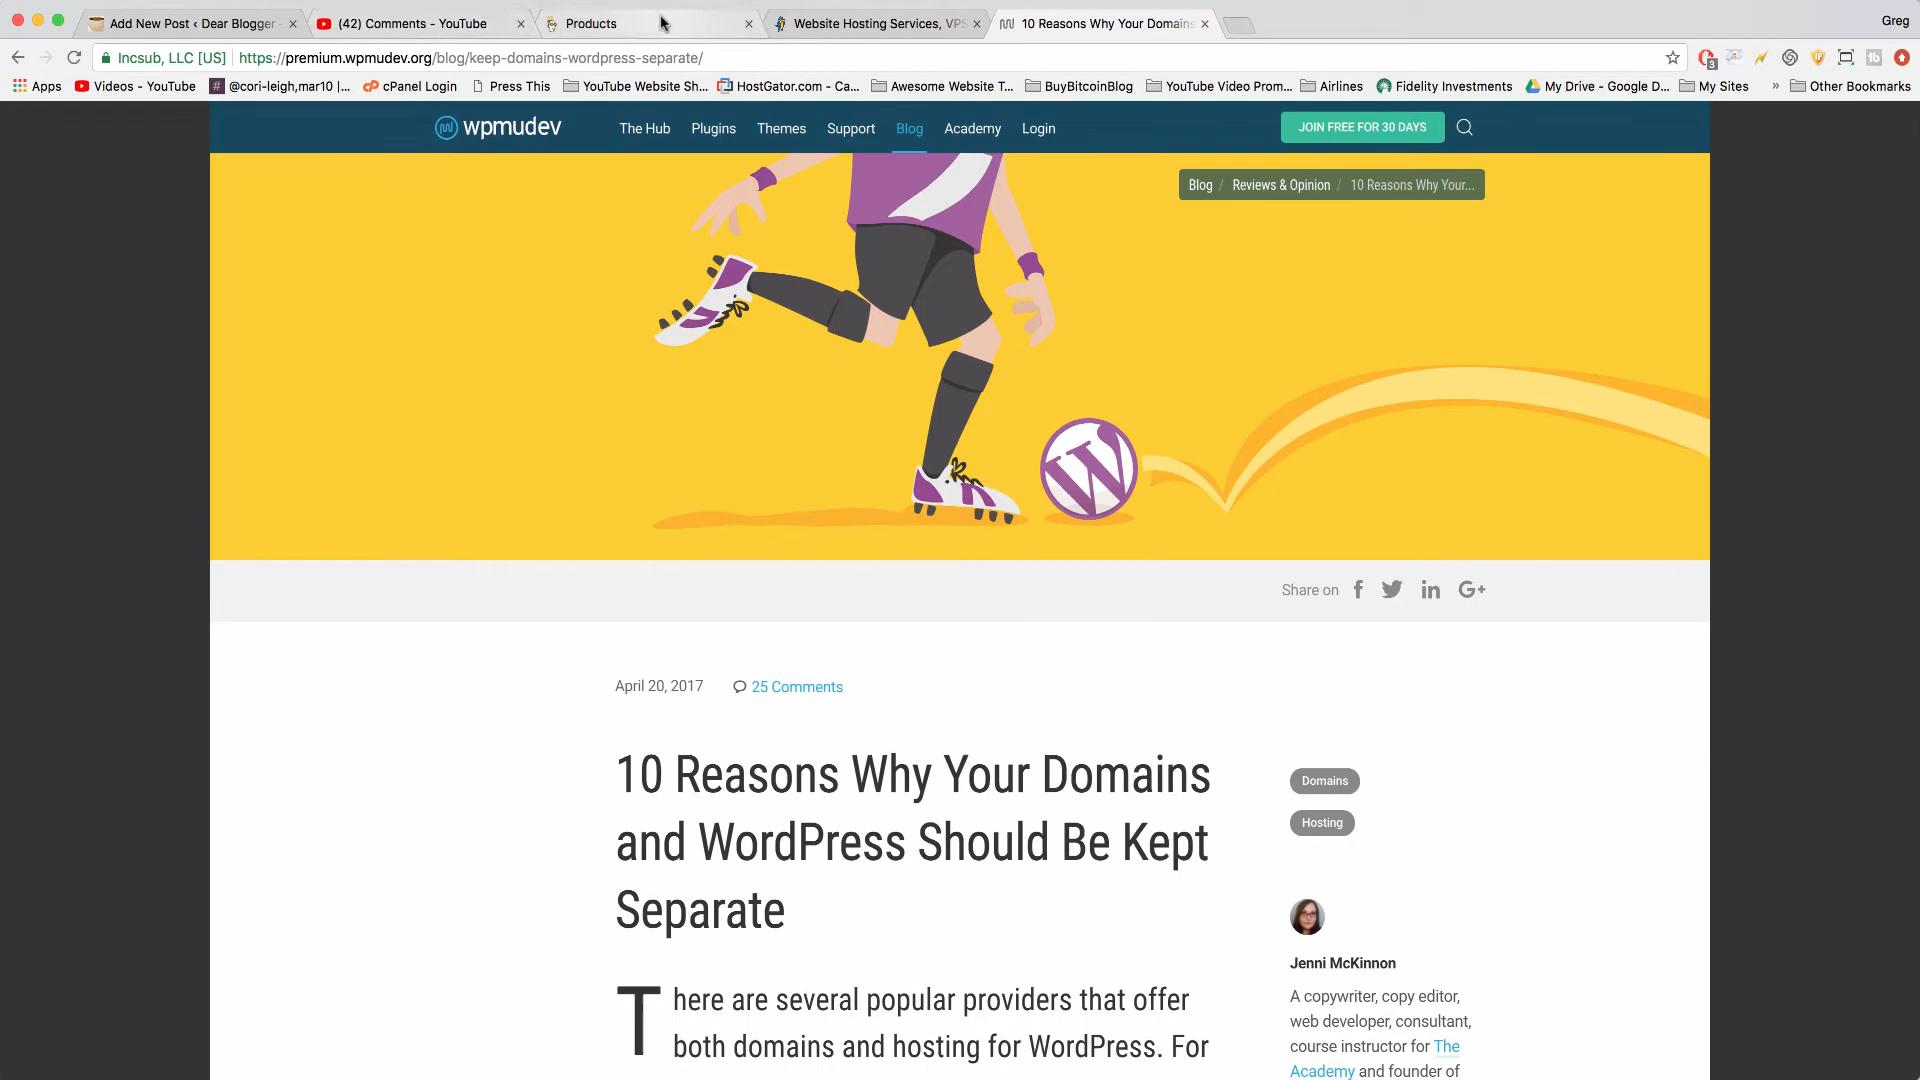 Add New Post ‹ Dear Blogger
(42) Comments - YouTube
Products
Website Hosting Services, VPS
10 Reasons Why Your Domains
Greg
Incsub, LLC [US]
https://premium.wpmudev.org/blog/keep-domains-wordpress-separate/
3
Apps
Videos - YouTube
# @cori-leigh,mar10 |...
cP cPanel Login
Press This
YouTube Website Sh...
HostGator.com - Ca...
Awesome Website T...
BuyBitcoinBlog
YouTube Video Prom...
Airlines
Fidelity Investments
My Drive - Google D...
My Sites
»
Other Bookmarks
wpmudev
The Hub
Plugins
Themes
Support
Blog
Academy
Login
JOIN FREE FOR 30 DAYS
Blog / Reviews & Opinion / 10 Reasons Why Your...
W
Share on
f
in
G+
April 20, 2017
25 Comments
10 Reasons Why Your Domains
and WordPress Should Be Kept
Separate
Domains
Hosting
There are several popular providers that offer
both domains and hosting for WordPress. For
Jenni McKinnon
A copywriter, copy editor,
web developer, consultant,
course instructor for The
Academy and founder of